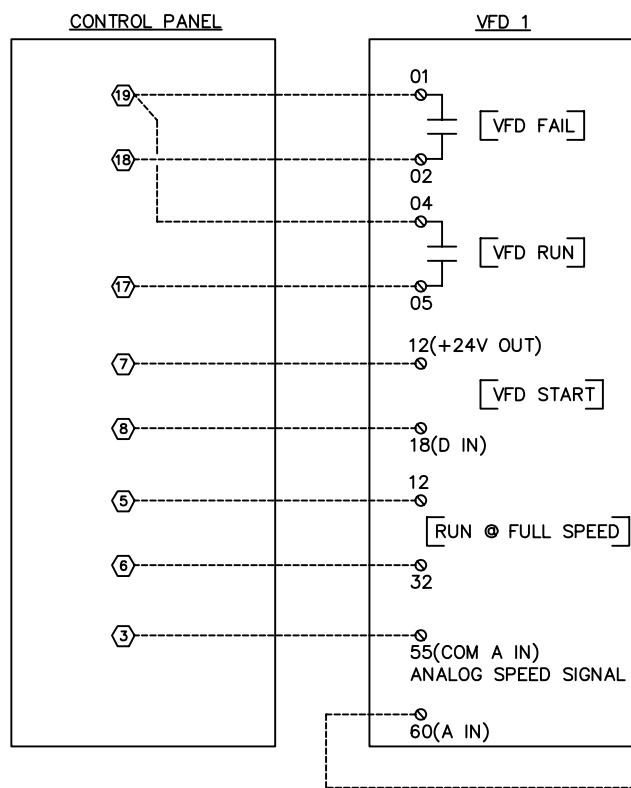 CONTROL PANEL
VFD 1
01
19
VFD FAIL
18
02
04
VFD RUN
17
05
12(+24V OUT)
7
VFD START
8
18(D IN)
12
5
RUN @ FULL SPEED
6
32
3
55(COM A IN)
ANALOG SPEED SIGNAL
60(A IN)